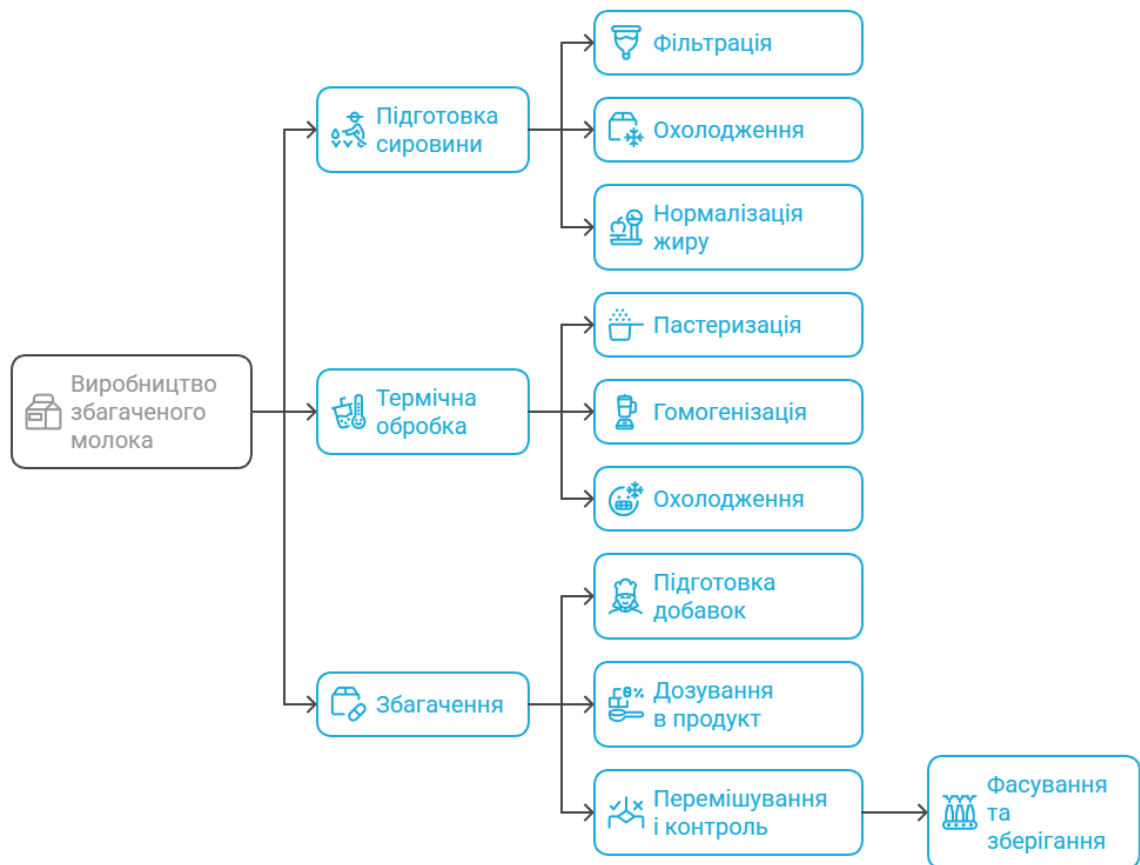 Виробництво
збагаченого
молока
Підготовка
сировини
Фільтрація
Охолодження
Нормалізація
жиру
Термічна
обробка
Пастеризація
Гомогенізація
Охолодження
Збагачення
Підготовка
добавок
Дозування
в продукт
Перемішування
і контроль
Фасування
та
зберігання